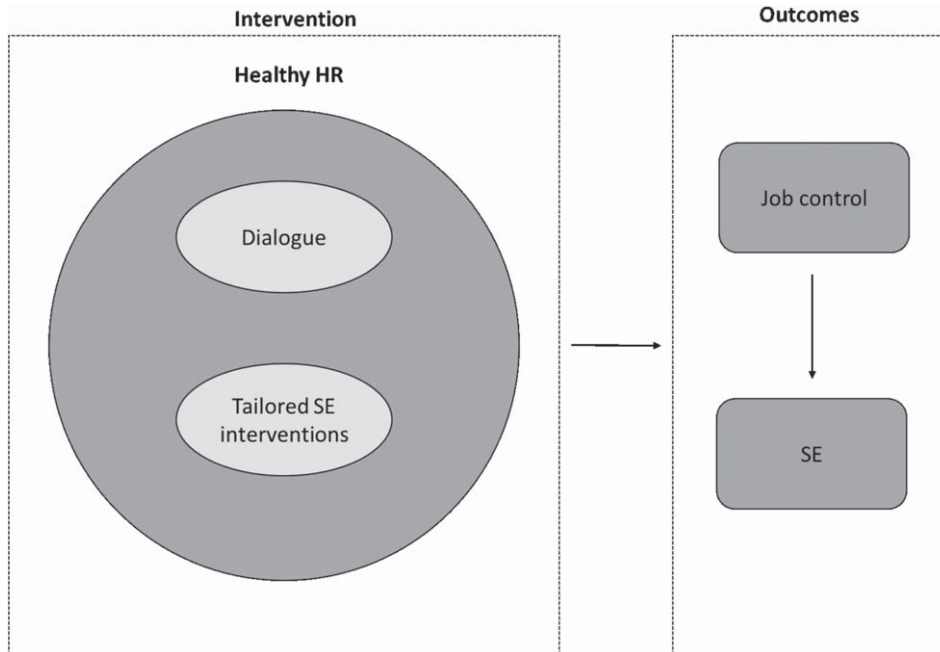 Intervention
Outcomes
Healthy HR
Dialogue
Tailored SE
interventions
Job control
SE